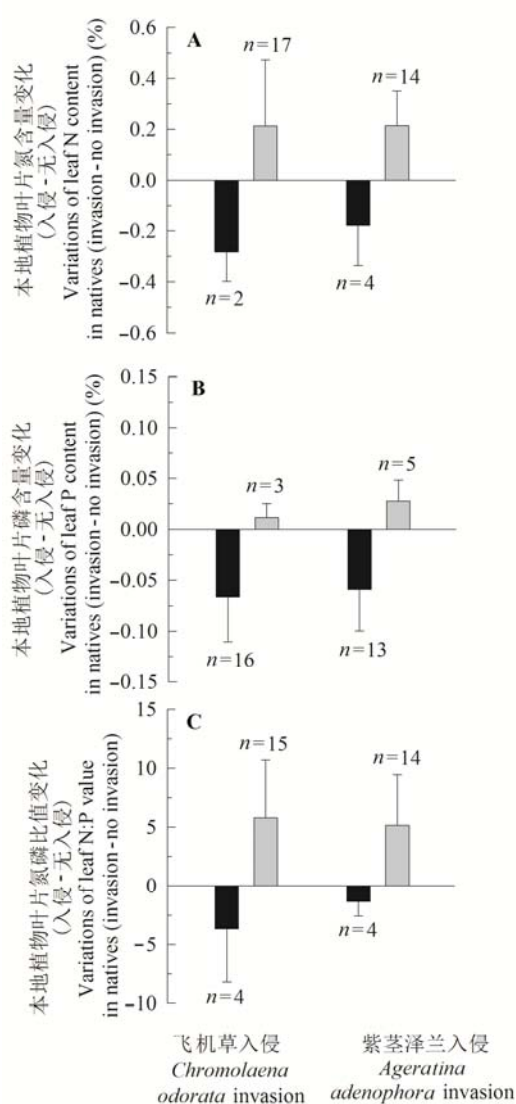 本地植物叶片氮含量变化
(入侵-无入侵)
Variations of leaf N content
in natives (invasion-no invasion) (%)
A
0.6
0.4
0.2
0.0
-0.2
-0.4
-0.6
n=17
n=14
n=2
n=4
本地植物叶片磷含量变化
(入侵-无入侵)
Variations of leaf P content
in natives (invasion-no invasion) (%)
B
0.15
0.10
0.05
0.00
-0.05
-0.10
-0.15
n=3
n=5
n=16
n=13
本地植物叶片氮磷比值变化
(入侵-无入侵)
Variations of leaf N:P value
in natives (invasion-no invasion)
C
15
10
5
0
-5
-10
n=15
n=14
n=4
n=4
飞机草入侵
Chromolaena
odorata invasion
紫茎泽兰入侵
Ageratina
adenophora invasion